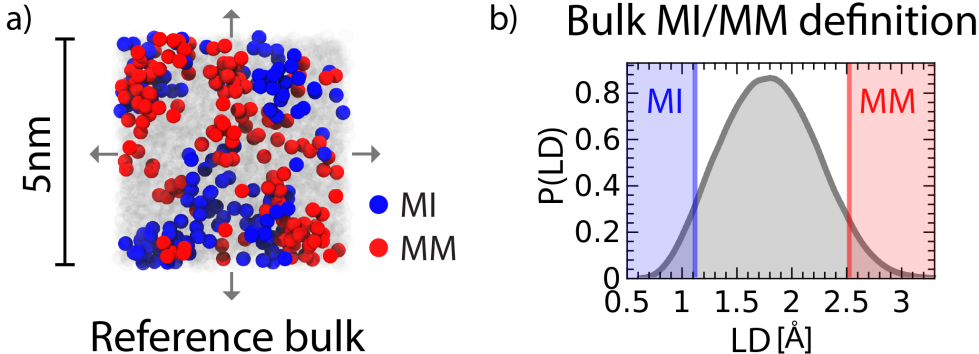 a)
5nm
MI
MM
Reference bulk
b)
Bulk MI/MM definition
P(LD)
0.8
0.6
0.4
0.2
0
MI
MM
0.5 1 1.5 2 2.5 3
LD [Å]